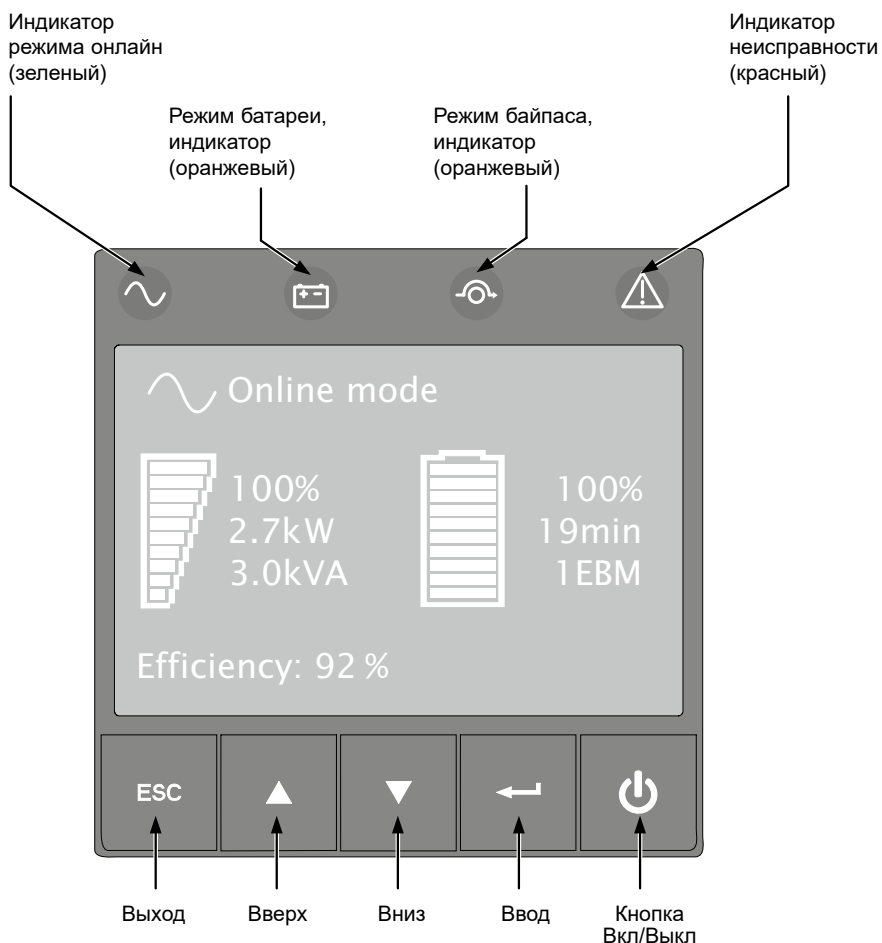 Индикатор
режима онлайн
(зеленый)
Режим батареи,
индикатор
(оранжевый)
Режим байпаса,
индикатор
(оранжевый)
Индикатор
неисправности
(красный)
Online mode
100%
2.7kW
3.0kVA
100%
19min
1EBM
Efficiency: 92 %
ESC
Выход
Вверх
Вниз
Ввод
Кнопка
Вкл/Выкл